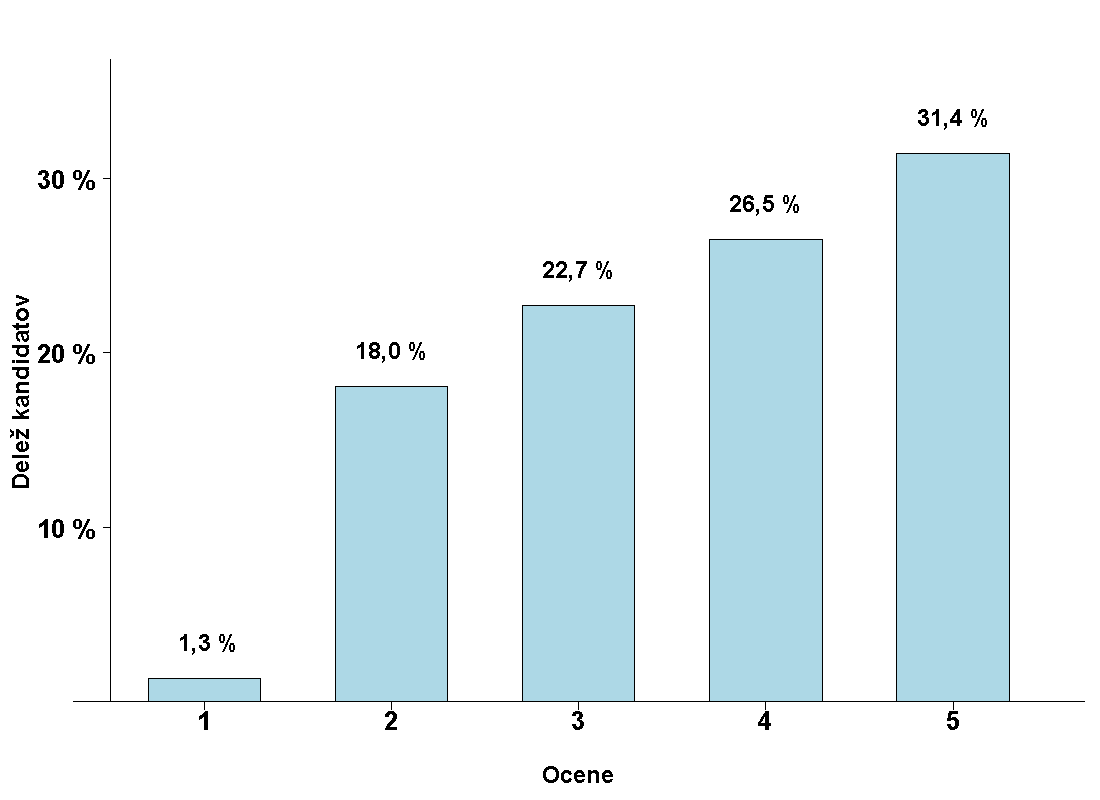 31,4 %
30 %
26,5 %
22,7 %
20 %
18,0 %
Delež kandidatov
10 %
1,3 %
1 2 3 4 5
Ocene